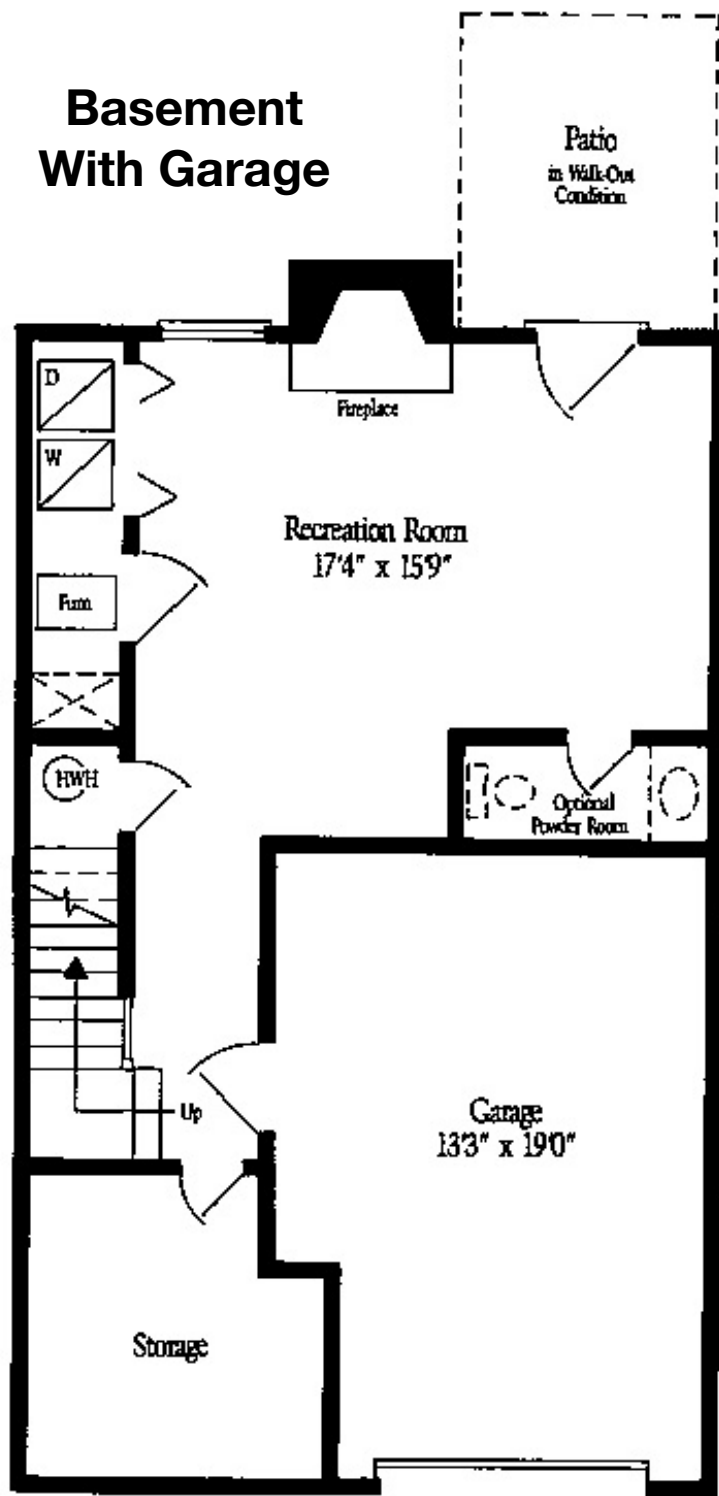 Basement
With Garage
Patio
in Walk-Out
Condition
D
Fireplace
W
Recreation Room
17'4" x 15'9"
Furn
HWH
Optional
Powder Room
Up
Garage
13'3" x 19'0"
Storage